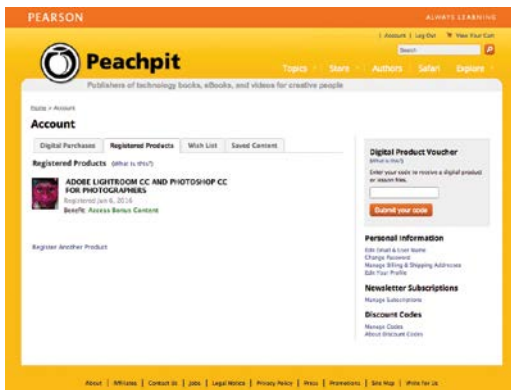 PEARSON
ALWAYS LEARNING
Account | Log Out View Your Cart
Search
Peachpit
Topics Store Authors Safari Explore
Publishers of technology books, eBooks, and videos for creative people
Home > Account
Account
Digital Purchases Registered Products Wish List Saved Content
Registered Products (What is this?)
ADOBE LIGHTROOM CC AND PHOTOSHOP CC
FOR PHOTOGRAPHERS
Registered Jun 6, 2016
Benefit: Access Bonus Content
Register Another Product
Digital Product Voucher
(What is this?)
Enter your code to receive a digital product
or lesson files.
Submit your code
Personal Information
Edit Email & User Name
Change Password
Manage Billing & Shipping Addresses
Edit Your Profile
Newsletter Subscriptions
Manage Subscriptions
Discount Codes
Manage Codes
About Discount Codes
About | Affiliates | Contact Us | Jobs | Legal Notice | Privacy Policy | Press | Promotions | Site Map | Write for Us